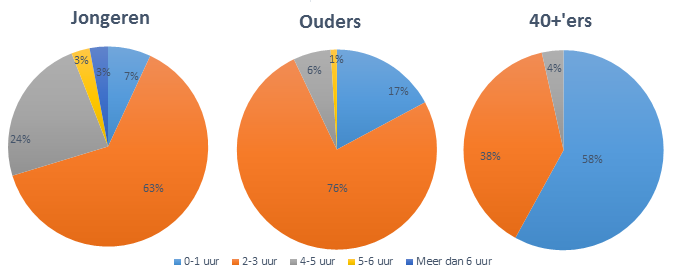 Jongeren Ouders 40+'ers
3% 3% 7% 6% 1% 17% 4%
24% 63% 76% 38% 58%
0-1 uur 2-3 uur 4-5 uur 5-6 uur Meer dan 6 uur